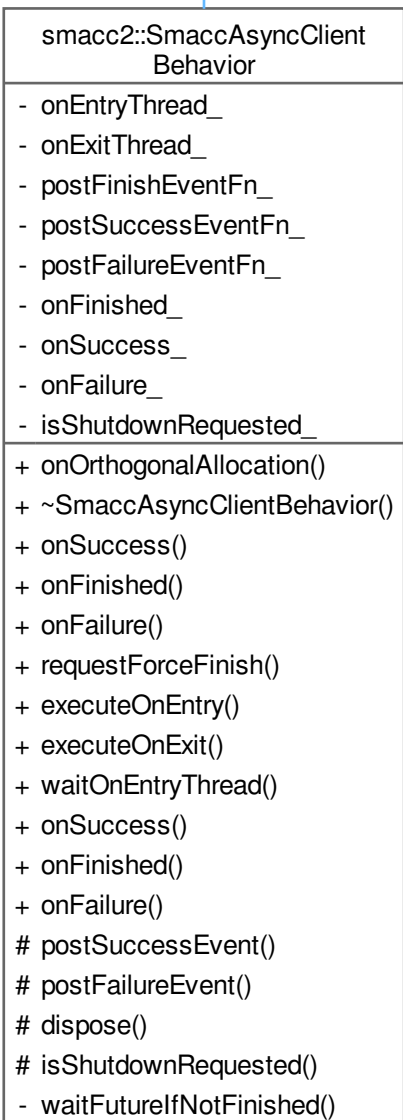 smacc2::SmaccAsyncClient
Behavior
- onEntryThread_
- onExitThread_
- postFinishEventFn_
- postSuccessEventFn_
- postFailureEventFn_
- onFinished_
- onSuccess_
- onFailure_
- isShutdownRequested_
+ onOrthogonalAllocation()
+ ~SmaccAsyncClientBehavior()
+ onSuccess()
+ onFinished()
+ onFailure()
+ requestForceFinish()
+ executeOnEntry()
+ executeOnExit()
+ waitOnEntryThread()
+ onSuccess()
+ onFinished()
+ onFailure()
# postSuccessEvent()
# postFailureEvent()
# dispose()
# isShutdownRequested()
- waitFutureIfNotFinished()